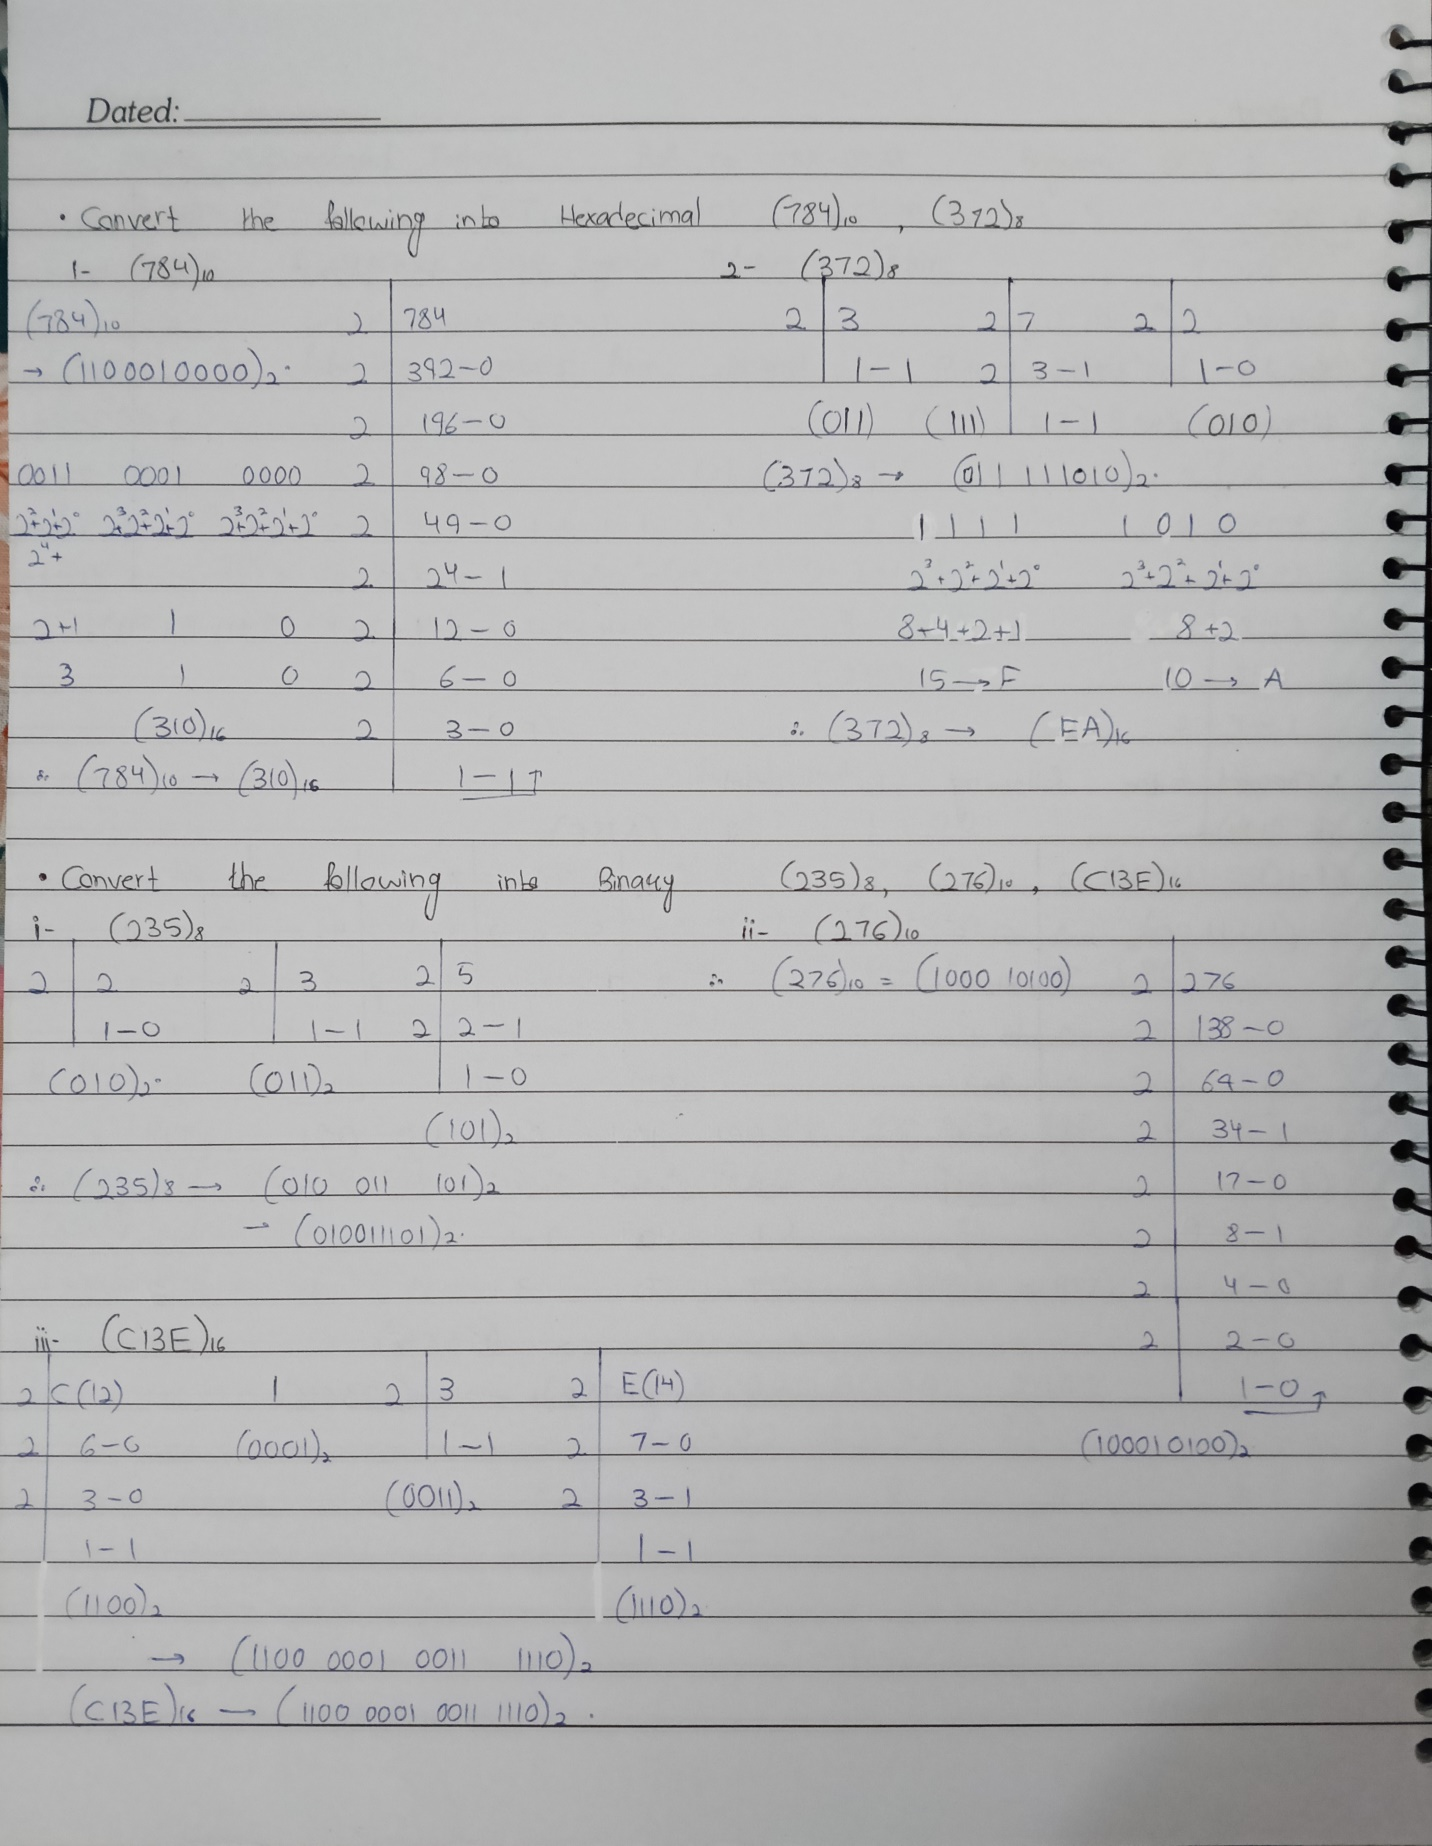 Dated:
• Convert the following into Hexadecimal (784)₁₀ , (372)₈
1- (784)₁₀
(784)₁₀
→ (1100010000)₂.
2 | 784
2 | 392-0
2 | 196-0
2 | 98-0
2 | 49-0
2 | 24-1
2 | 12-0
2 | 6-0
2 | 3-0
1-1↑
0011 0001 0000
2+1 1 0
3 1 0
(310)₁₆
∴ (784)₁₀ → (310)₁₆
2- (372)₈
2 | 3 2 | 7 2 | 2
1-1 2 | 3-1 1-0
(011) (111) 1-1 (010)
(372)₈ → (011 111010)₂.
1111 1010
2³+2²+2¹+2⁰ 2³+2²+2¹+2⁰
8+4+2+1 8+2
15→F 10→A
∴ (372)₈ → (EA)₁₆
• Convert the following into Binary (235)₈, (276)₁₀ , (C13E)₁₆
i- (235)₈
2 | 2 2 | 3 2 | 5
1-0 1-1 2 | 2-1
(010)₂. (011)₂ 1-0
(101)₂
∴ (235)₈ → (010 011 101)₂
→ (010011101)₂.
ii- (276)₁₀
∴ (276)₁₀ = (1000 10100)
2 | 276
2 | 138-0
2 | 69-0
2 | 34-1
2 | 17-0
2 | 8-1
2 | 4-0
2 | 2-0
1-0↑
(100010100)₂
iii- (C13E)₁₆
2 | C(12) 1 2 | 3 2 | E(14)
2 | 6-0 (0001)₂ 1-1 2 | 7-0
2 | 3-0 (0011)₂ 2 | 3-1
1-1 1-1
(1100)₂ (1110)₂
→ (1100 0001 0011 1110)₂
(C13E)₁₆ → (1100 0001 0011 1110)₂.